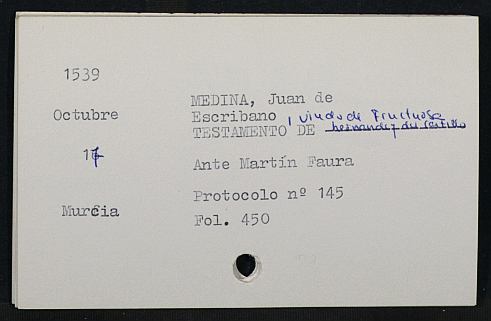 1539
MEDINA, Juan de
Octubre
Escribano, viudo de Fructuosa
TESTAMENTO DE hernandez del Castillo
17
Ante Martín Faura
Protocolo nº 145
Murcia
Fol. 450